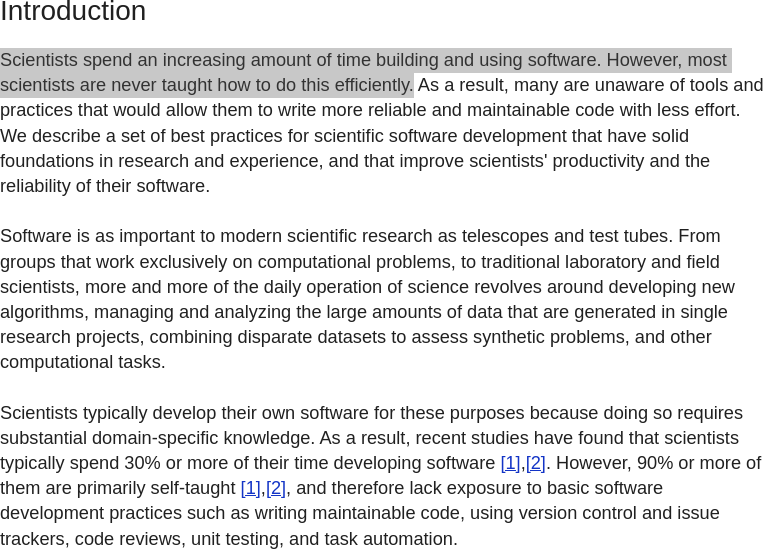 Introduction
Scientists spend an increasing amount of time building and using software. However, most
scientists are never taught how to do this efficiently. As a result, many are unaware of tools and
practices that would allow them to write more reliable and maintainable code with less effort.
We describe a set of best practices for scientific software development that have solid
foundations in research and experience, and that improve scientists' productivity and the
reliability of their software.
Software is as important to modern scientific research as telescopes and test tubes. From
groups that work exclusively on computational problems, to traditional laboratory and field
scientists, more and more of the daily operation of science revolves around developing new
algorithms, managing and analyzing the large amounts of data that are generated in single
research projects, combining disparate datasets to assess synthetic problems, and other
computational tasks.
Scientists typically develop their own software for these purposes because doing so requires
substantial domain-specific knowledge. As a result, recent studies have found that scientists
typically spend 30% or more of their time developing software [1],[2]. However, 90% or more of
them are primarily self-taught [1],[2], and therefore lack exposure to basic software
development practices such as writing maintainable code, using version control and issue
trackers, code reviews, unit testing, and task automation.